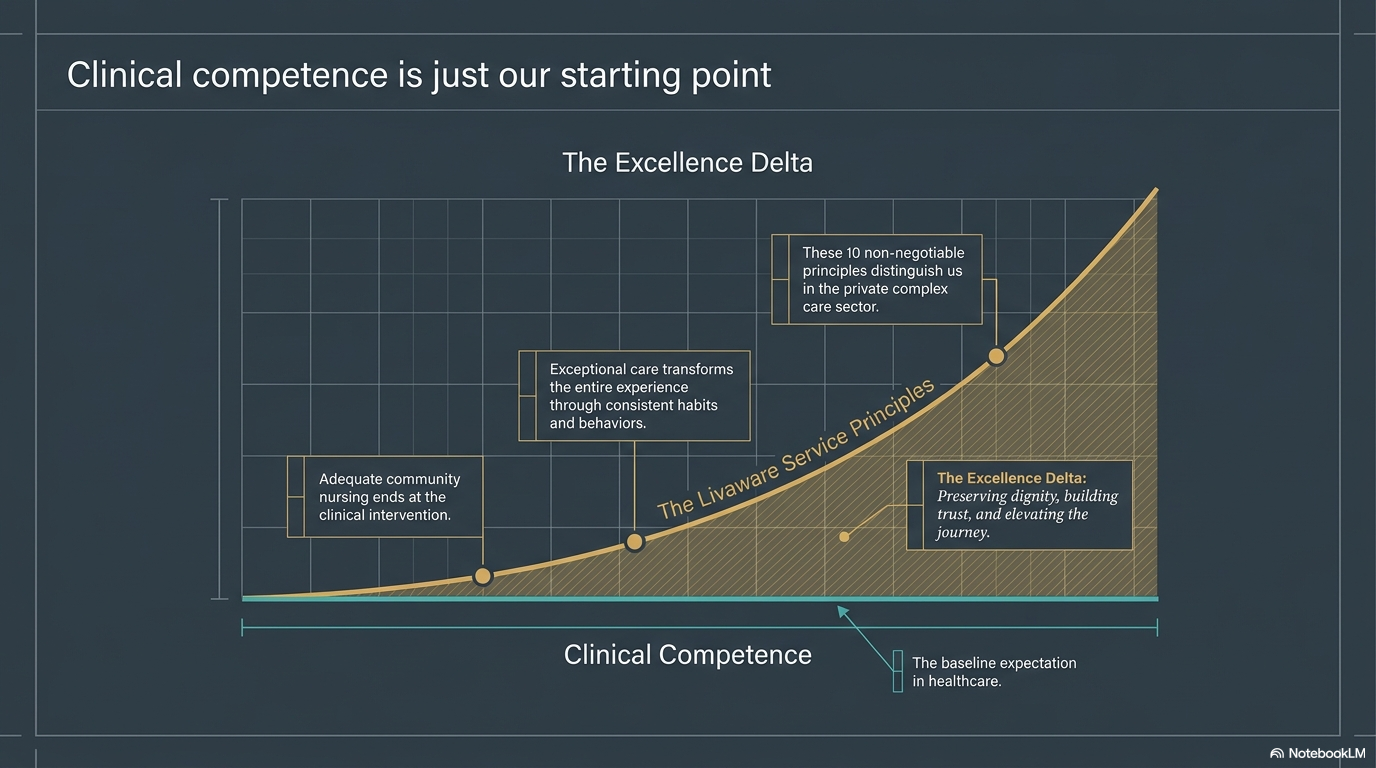 Clinical competence is just our starting point
The Excellence Delta
These 10 non-negotiable
principles distinguish us
in the private complex
care sector.
Exceptional care transforms
the entire experience
through consistent habits
and behaviors.
Adequate community
nursing ends at the
clinical intervention.
The Livaware Service Principles
The Excellence Delta:
Preserving dignity, building
trust, and elevating the
journey.
Clinical Competence
The baseline expectation
in healthcare.
NotebookLM